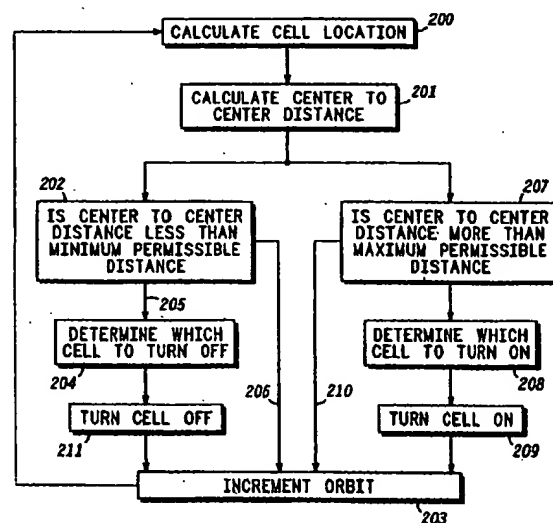 200
CALCULATE CELL LOCATION
201
CALCULATE CENTER TO
CENTER DISTANCE
202
IS CENTER TO CENTER
DISTANCE LESS THAN
MINIMUM PERMISSIBLE
DISTANCE
207
IS CENTER TO CENTER
DISTANCE MORE THAN
MAXIMUM PERMISSIBLE
DISTANCE
205
DETERMINE WHICH
CELL TO TURN OFF
204
206
210
DETERMINE WHICH
CELL TO TURN ON
208
TURN CELL OFF
211
TURN CELL ON
209
INCREMENT ORBIT
203